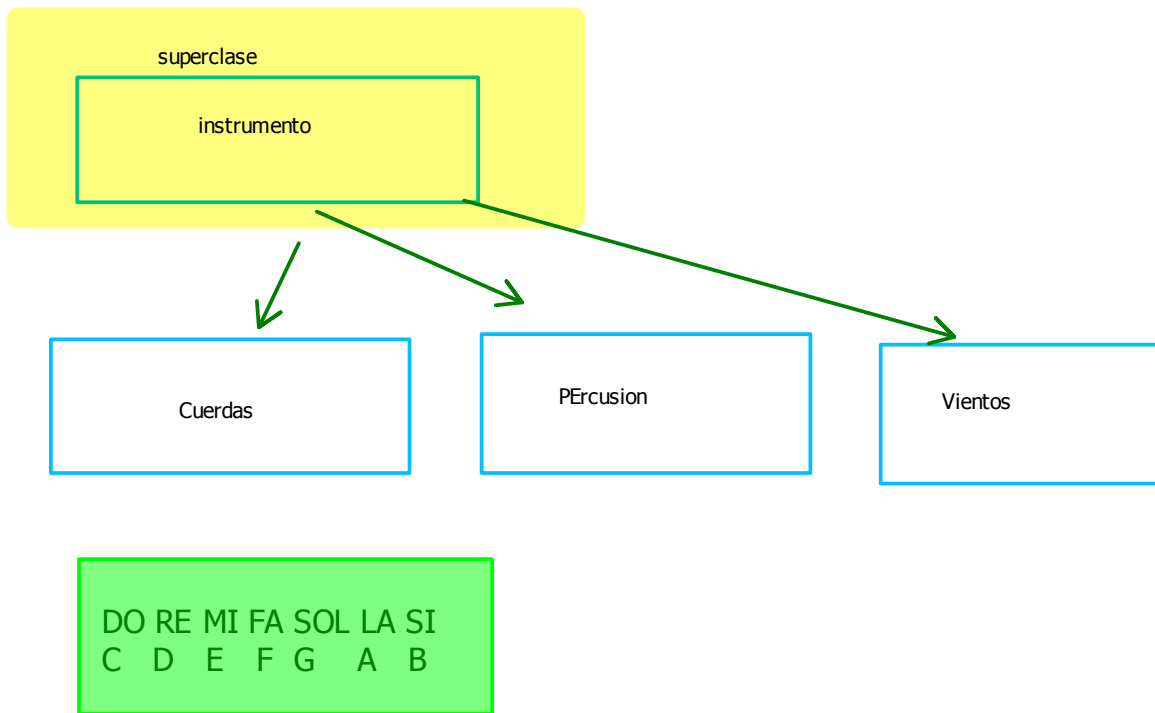 superclase
instrumento
Cuerdas
PErcusion
Vientos
DO RE MI FA SOL LA SI
C D E F G A B